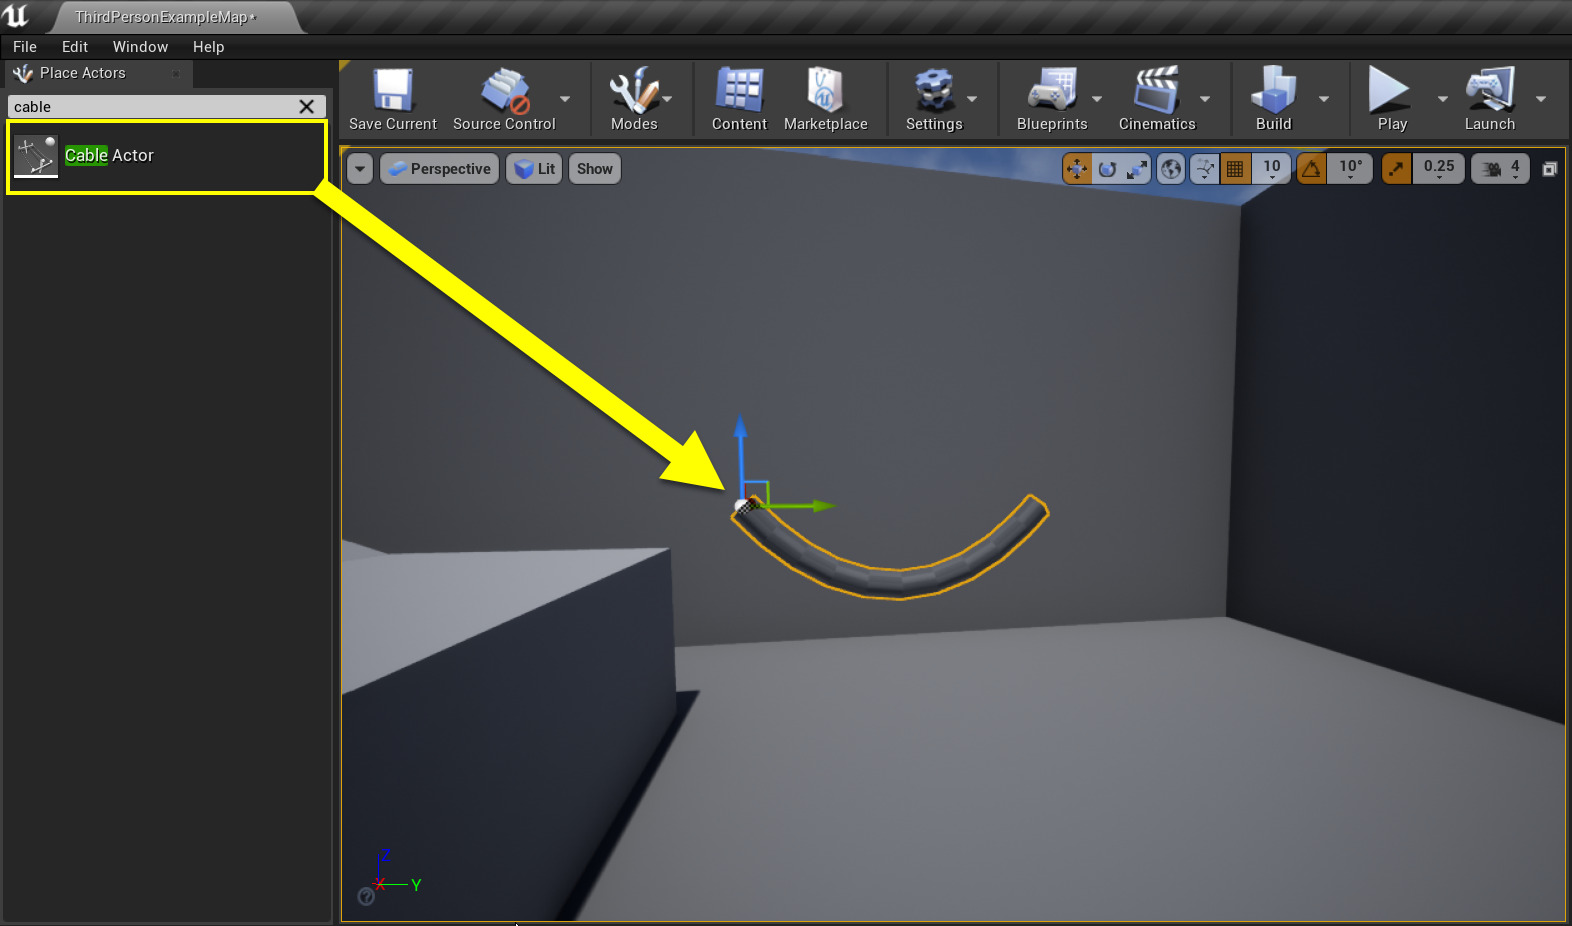 ThirdPersonExampleMap*
File Edit Window Help
Place Actors
cable
Cable Actor
Save Current Source Control Modes Content Marketplace Settings Blueprints Cinematics Build Play Launch
Perspective Lit Show 10 10° 0.25 4
Z
X Y
?